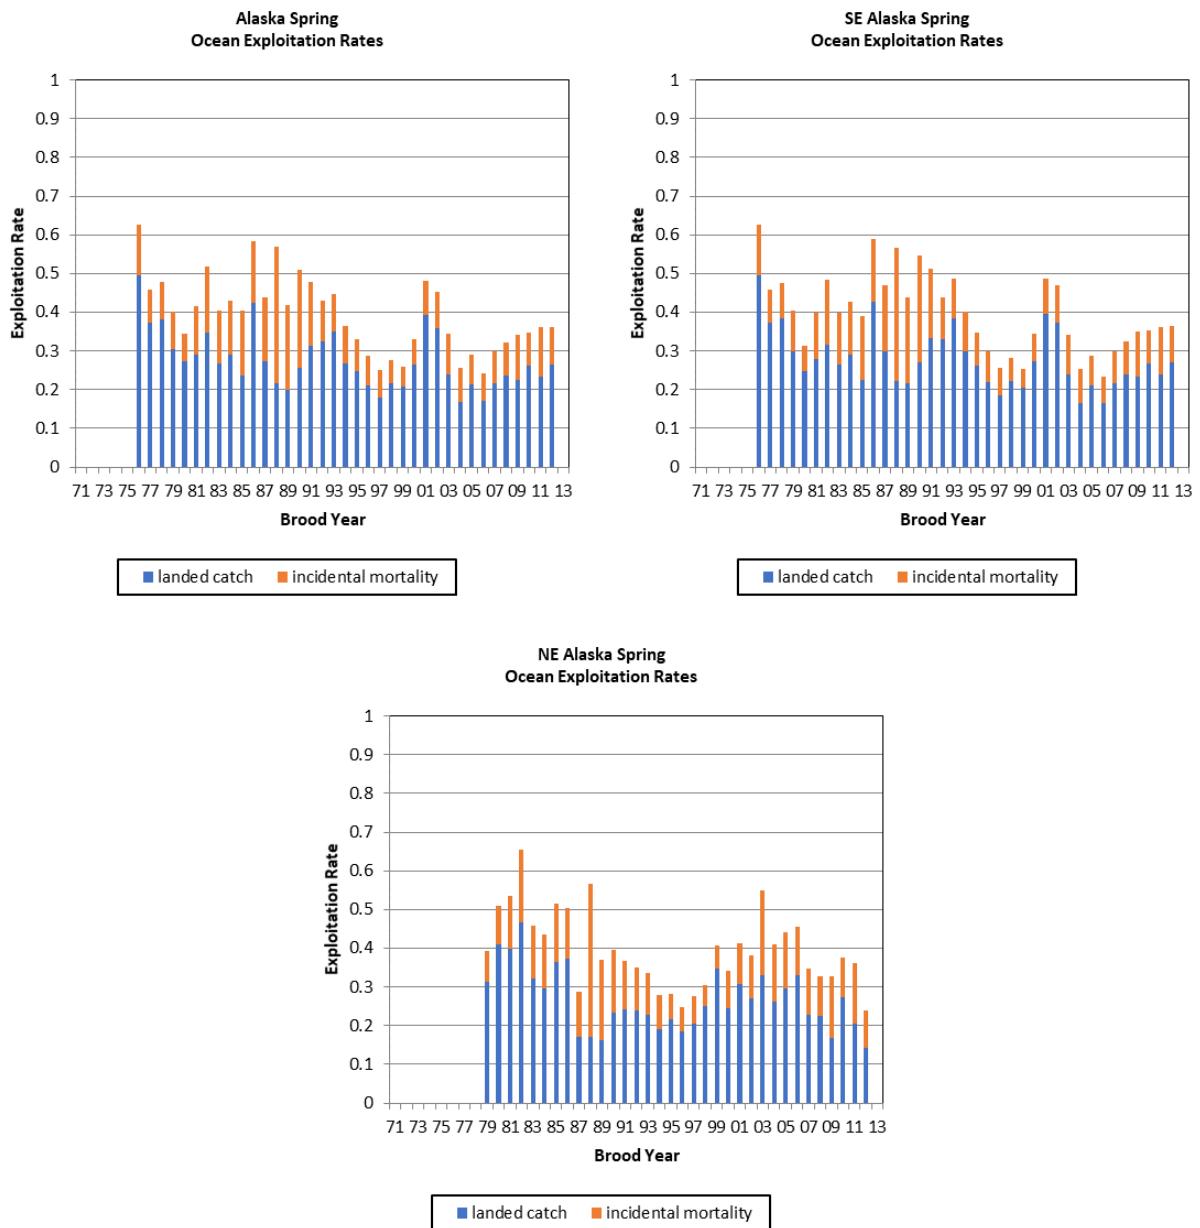 Alaska Spring
Ocean Exploitation Rates
1
0.9
0.8
0.7
0.6
0.5
0.4
0.3
0.2
0.1
0
Exploitation Rate
71 73 75 77 79 81 83 85 87 89 91 93 95 97 99 01 03 05 07 09 11 13
Brood Year
landed catch incidental mortality
SE Alaska Spring
Ocean Exploitation Rates
1
0.9
0.8
0.7
0.6
0.5
0.4
0.3
0.2
0.1
0
Exploitation Rate
71 73 75 77 79 81 83 85 87 89 91 93 95 97 99 01 03 05 07 09 11 13
Brood Year
landed catch incidental mortality
NE Alaska Spring
Ocean Exploitation Rates
1
0.9
0.8
0.7
0.6
0.5
0.4
0.3
0.2
0.1
0
Exploitation Rate
71 73 75 77 79 81 83 85 87 89 91 93 95 97 99 01 03 05 07 09 11 13
Brood Year
landed catch incidental mortality